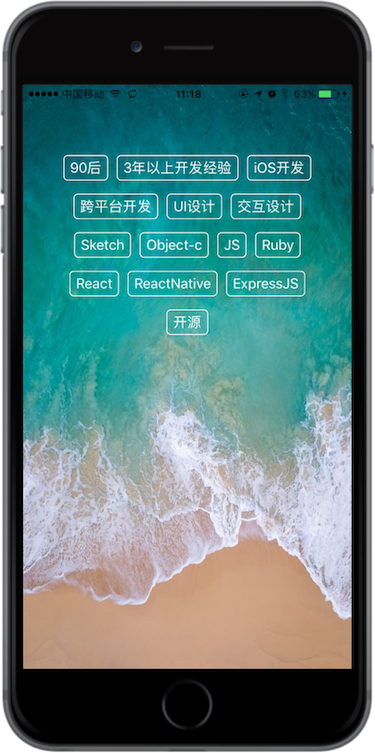 中国移动 11:18 63%
90后 3年以上开发经验 iOS开发
跨平台开发 UI设计 交互设计
Sketch Object-c JS Ruby
React ReactNative ExpressJS
开源